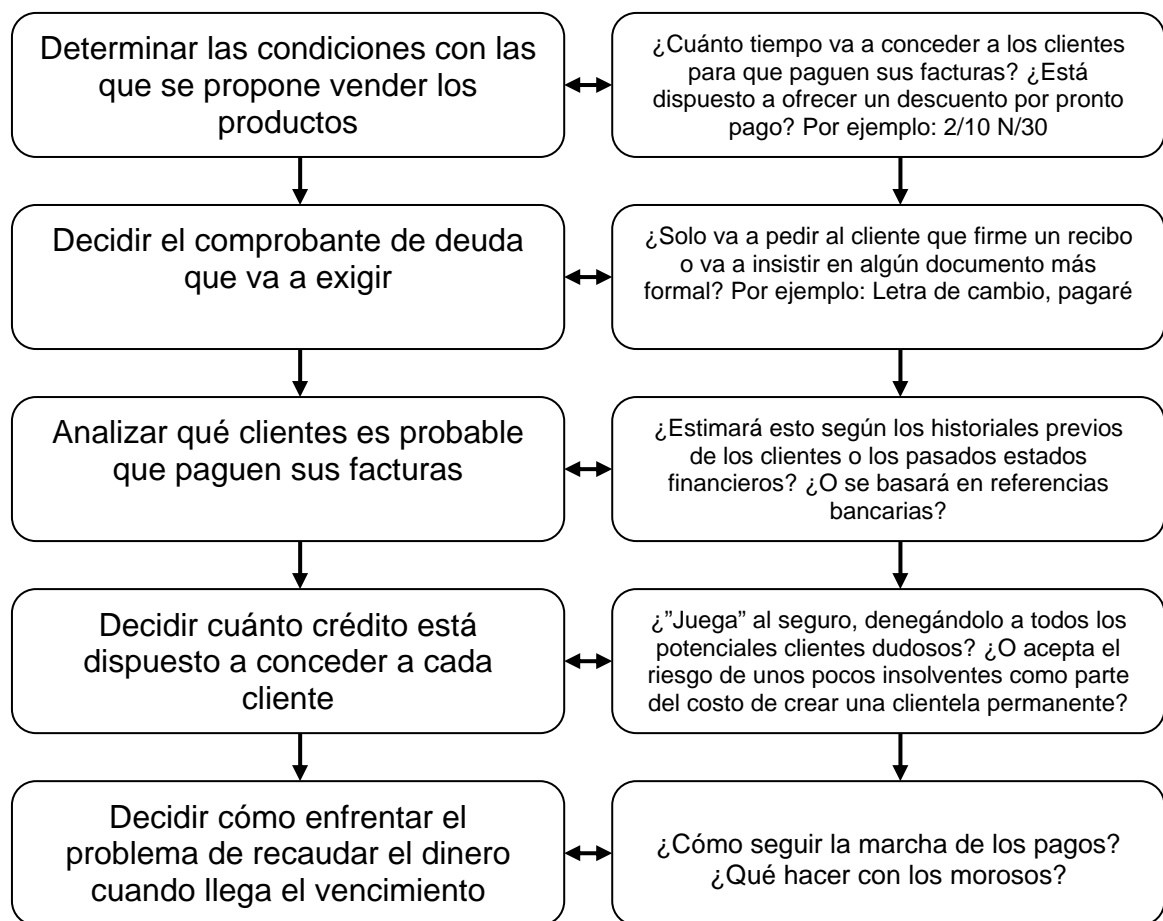 Determinar las condiciones con las
que se propone vender los
productos
¿Cuánto tiempo va a conceder a los clientes
para que paguen sus facturas? ¿Está
dispuesto a ofrecer un descuento por pronto
pago? Por ejemplo: 2/10 N/30
Decidir el comprobante de deuda
que va a exigir
¿Solo va a pedir al cliente que firme un recibo
o va a insistir en algún documento más
formal? Por ejemplo: Letra de cambio, pagaré
Analizar qué clientes es probable
que paguen sus facturas
¿Estimará esto según los historiales previos
de los clientes o los pasados estados
financieros? ¿O se basará en referencias
bancarias?
Decidir cuánto crédito está
dispuesto a conceder a cada
cliente
¿”Juega” al seguro, denegándolo a todos los
potenciales clientes dudosos? ¿O acepta el
riesgo de unos pocos insolventes como parte
del costo de crear una clientela permanente?
Decidir cómo enfrentar el
problema de recaudar el dinero
cuando llega el vencimiento
¿Cómo seguir la marcha de los pagos?
¿Qué hacer con los morosos?